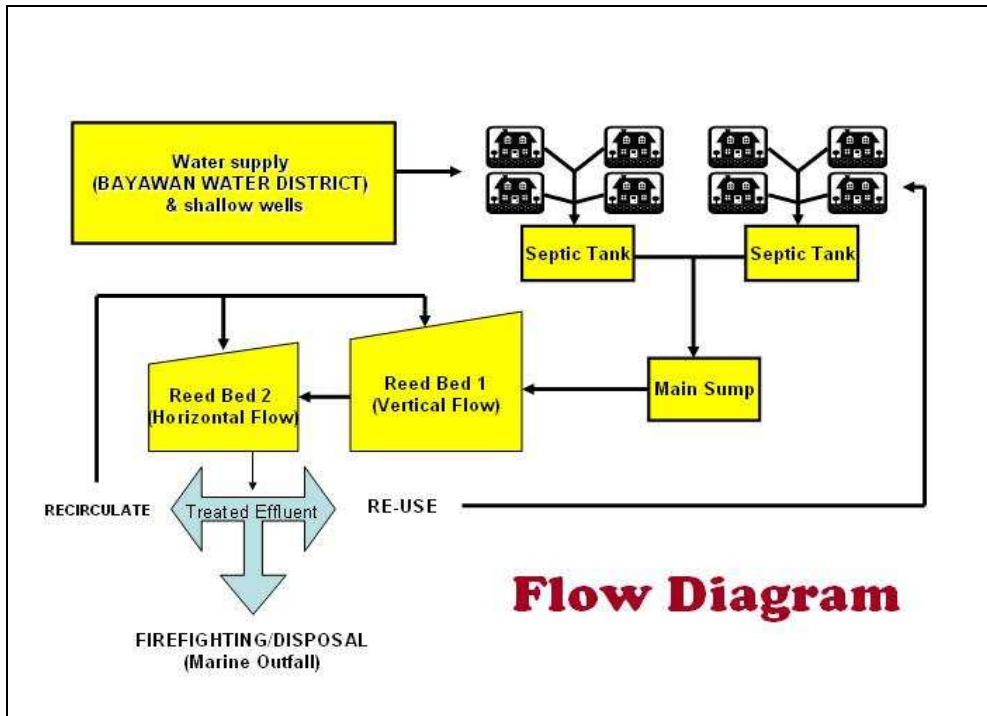 Water supply
(BAYAWAN WATER DISTRICT)
& shallow wells
Septic Tank
Septic Tank
Main Sump
Reed Bed 1
(Vertical Flow)
Reed Bed 2
(Horizontal Flow)
RECIRCULATE
Treated Effluent
RE-USE
FIREFIGHTING/DISPOSAL
(Marine Outfall)
Flow Diagram